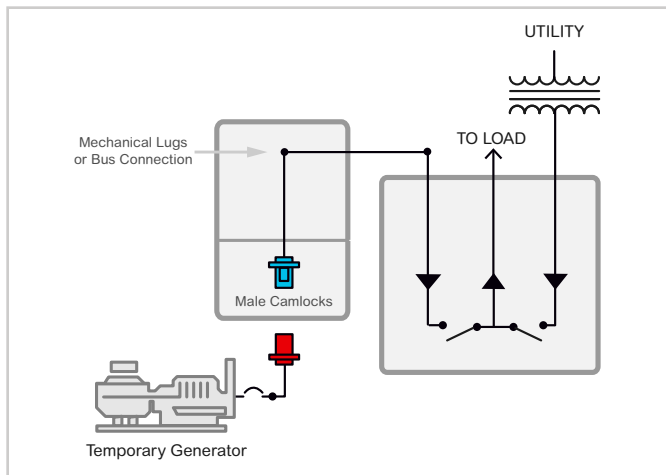 UTILITY
Mechanical Lugs
or Bus Connection
TO LOAD
Male Camlocks
Temporary Generator